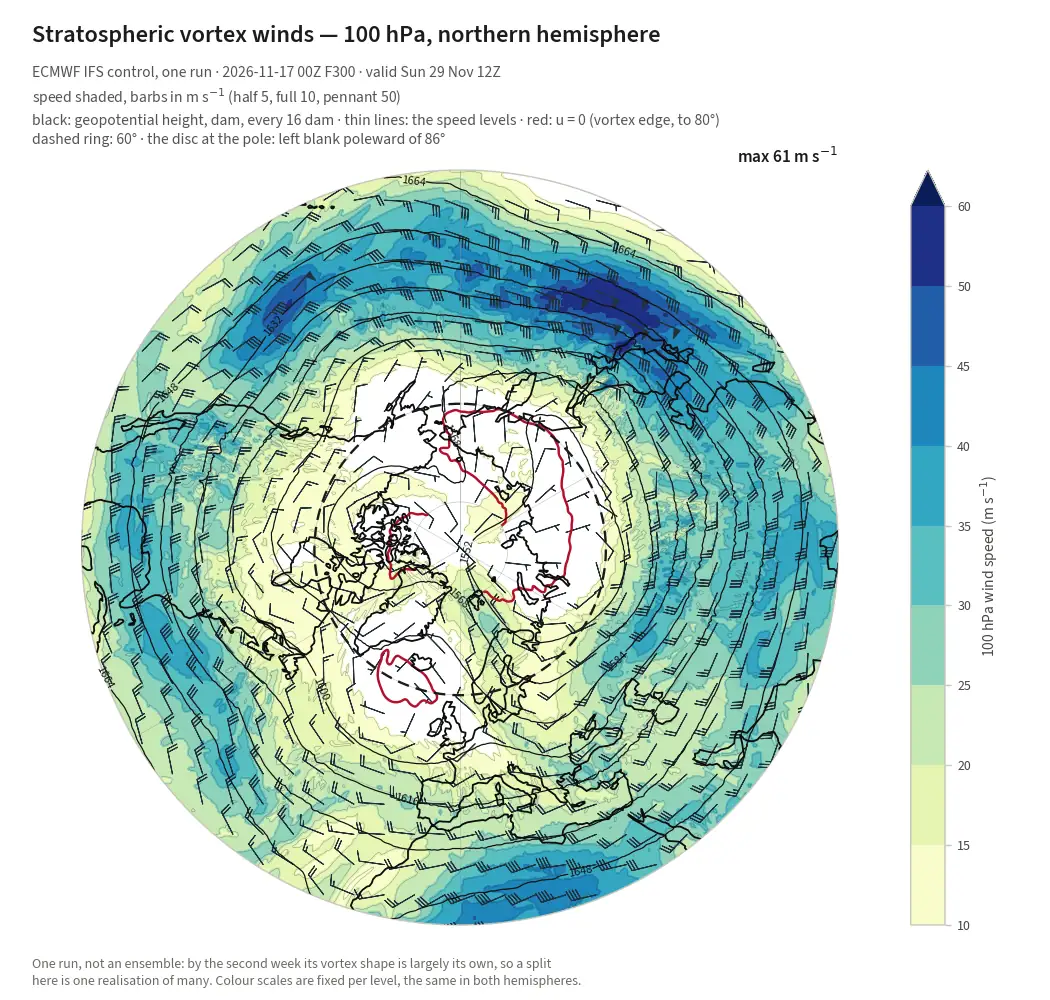 Stratospheric vortex winds — 100 hPa, northern hemisphere
ECMWF IFS control, one run · 2026-11-17 00Z F300 · valid Sun 29 Nov 12Z
speed shaded, barbs in m s⁻¹ (half 5, full 10, pennant 50)
black: geopotential height, dam, every 16 dam · thin lines: the speed levels · red: u = 0 (vortex edge, to 80°)
dashed ring: 60° · the disc at the pole: left blank poleward of 86°
max 61 m s⁻¹
1664
1664
1632
1648
1552
1568
1584
1600
1664
1616
1648
60
50
45
40
35
30
25
20
15
10
100 hPa wind speed (m s⁻¹)
One run, not an ensemble: by the second week its vortex shape is largely its own, so a split
here is one realisation of many. Colour scales are fixed per level, the same in both hemispheres.